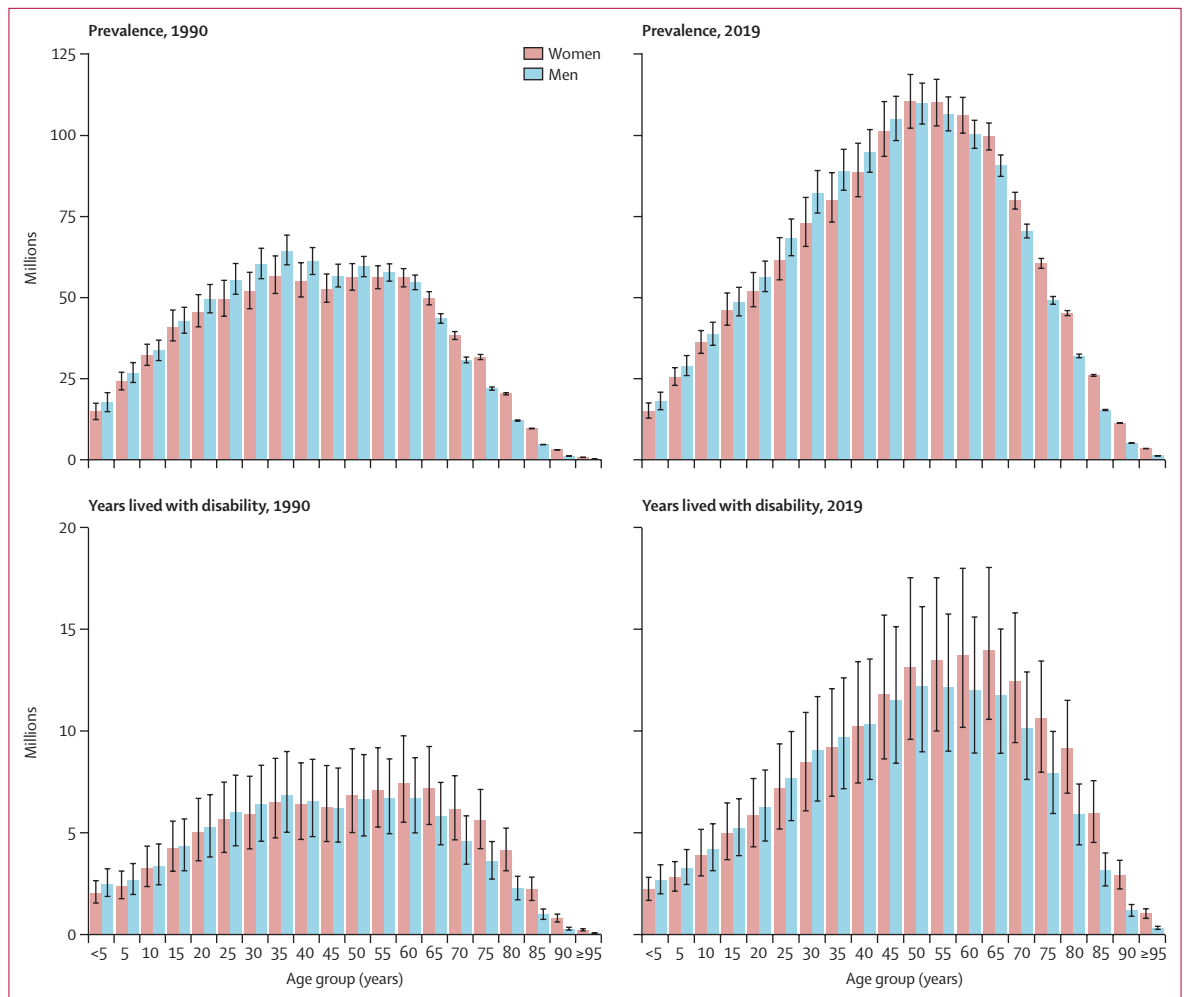 Prevalence, 1990
Women
Men
125
100
75
50
25
0
Millions
Prevalence, 2019
Years lived with disability, 1990
20
15
10
5
0
Millions
<5 5 10 15 20 25 30 35 40 45 50 55 60 65 70 75 80 85 90 ≥95
Age group (years)
Years lived with disability, 2019
<5 5 10 15 20 25 30 35 40 45 50 55 60 65 70 75 80 85 90 ≥95
Age group (years)